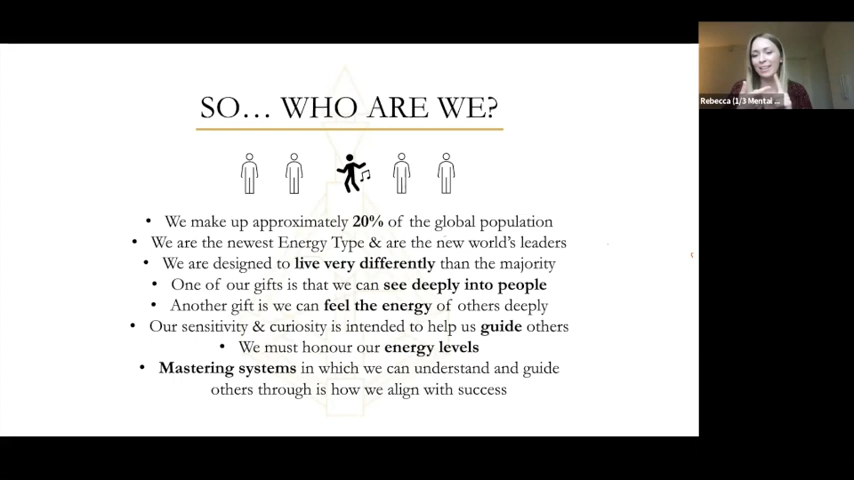 SO… WHO ARE WE?
• We make up approximately 20% of the global population
• We are the newest Energy Type & are the new world's leaders
• We are designed to live very differently than the majority
• One of our gifts is that we can see deeply into people
• Another gift is we can feel the energy of others deeply
• Our sensitivity & curiosity is intended to help us guide others
• We must honour our energy levels
• Mastering systems in which we can understand and guide
others through is how we align with success
Rebecca (1/3 Mental ...